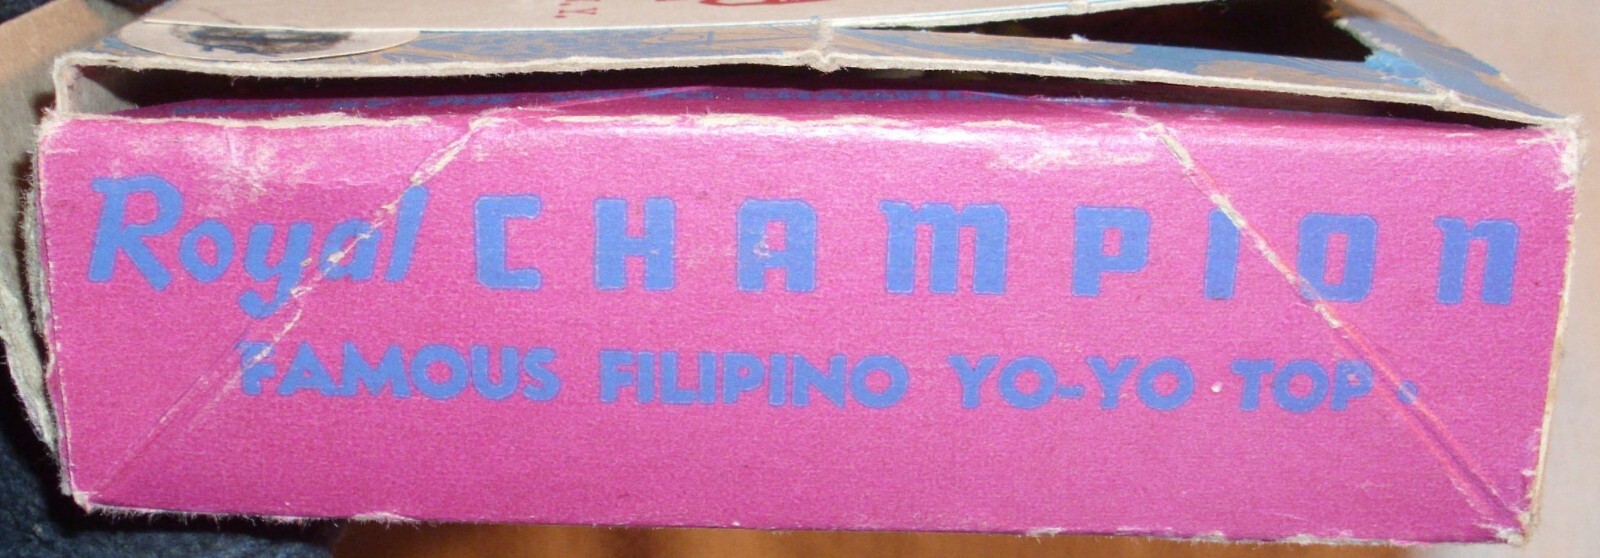 Royal CHAMPION
FAMOUS FILIPINO YO-YO TOP.